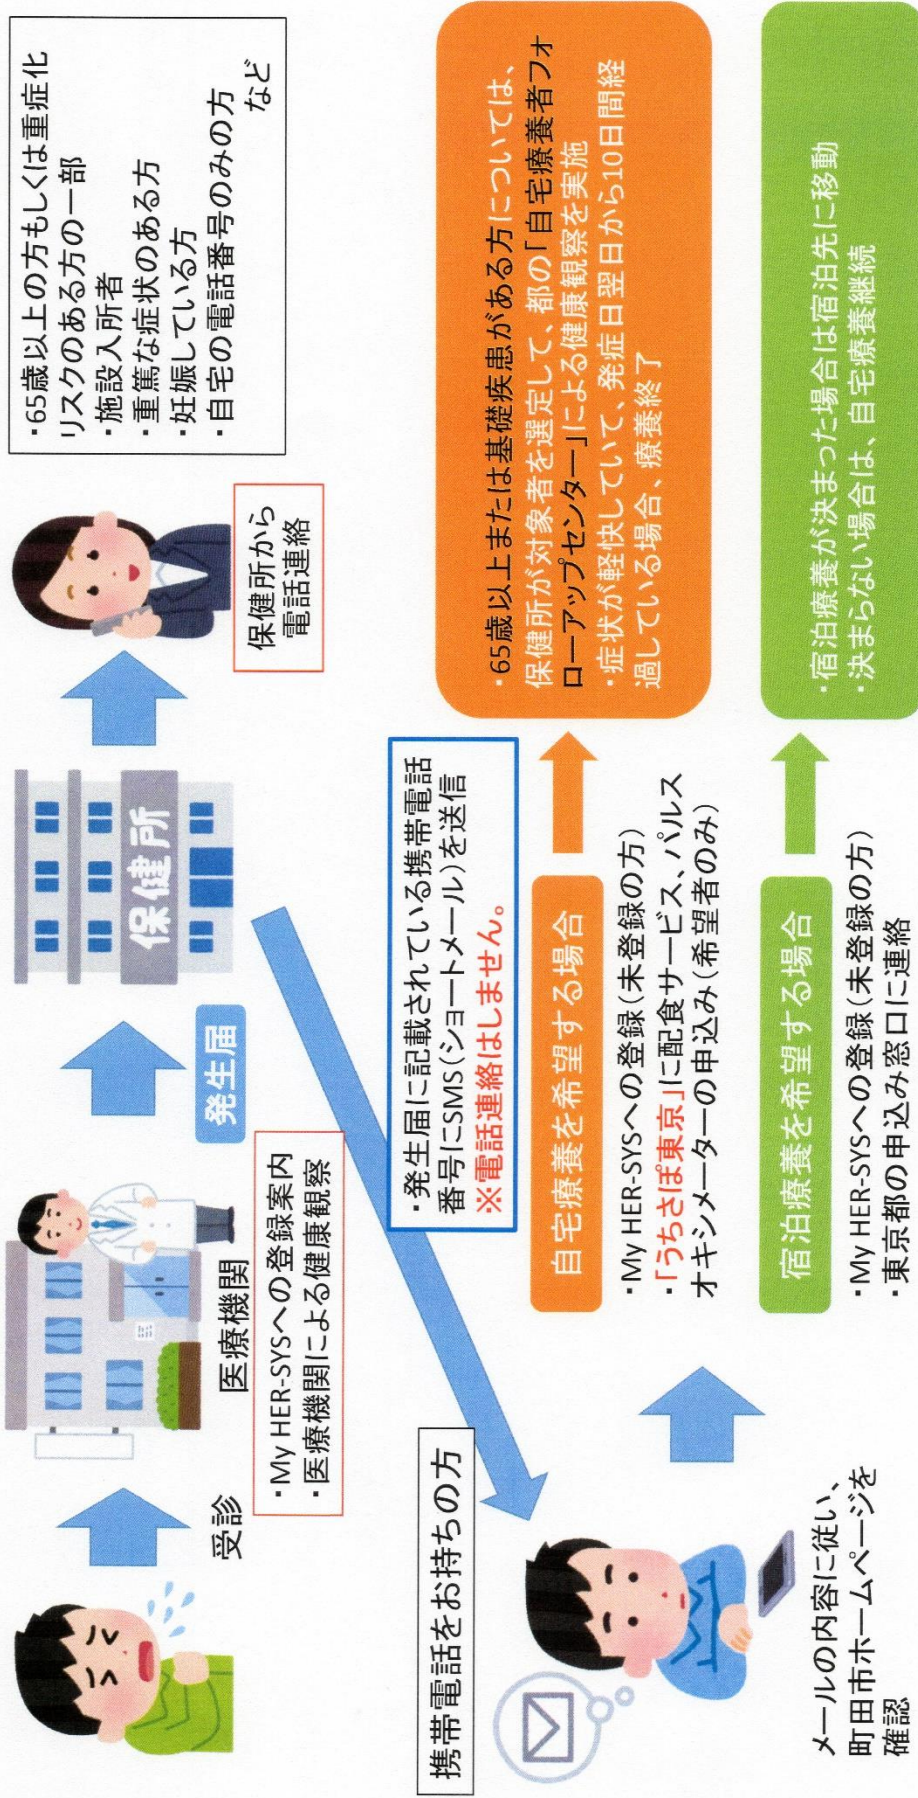 受診
医療機関
・My HER-SYSへの登録案内
・医療機関による健康観察
発生届
保健所
保健所から
電話連絡
・65歳以上の方もしくは重症化
リスクのある方の一部
・施設入所者
・重篤な症状のある方
・妊娠している方
・自宅の電話番号のみの方
など
携帯電話をお持ちの方
・発生届に記載されている携帯電話
番号にSMS(ショートメール)を送信
※電話連絡はしません。
メールの内容に従い、
町田市ホームページを
確認
自宅療養を希望する場合
・My HER-SYSへの登録(未登録の方)
・「うちさぽ東京」に配食サービス、パルス
オキシメーターの申込み(希望者のみ)
・65歳以上または基礎疾患がある方については、
保健所が対象者を選定して、都の「自宅療養者フォ
ローアップセンター」による健康観察を実施
・症状が軽快していて、発症日翌日から10日間経
過している場合、療養終了
宿泊療養を希望する場合
・My HER-SYSへの登録(未登録の方)
・東京都の申込み窓口に連絡
・宿泊療養が決まった場合は宿泊先に移動
・決まらない場合は、自宅療養継続